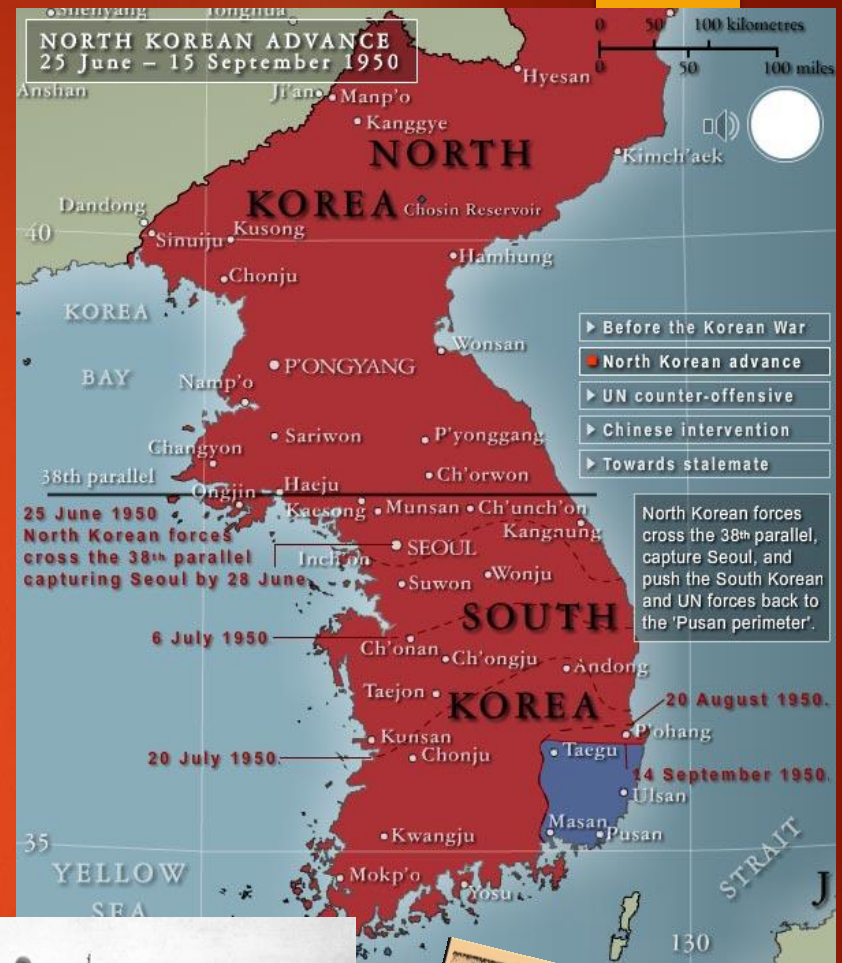 Shenyang
Tonghua
NORTH KOREAN ADVANCE
25 June – 15 September 1950
0 50 100 kilometres
0 50 100 miles
Anshan
Ji'an
Manp'o
Hyesan
Kanggye
NORTH
KOREA
Kimch'aek
Chosin Reservoir
Dandong
40
Sinuiju
Kusong
Hamhung
Chonju
KOREA
BAY
Before the Korean War
North Korean advance
UN counter-offensive
Chinese intervention
Towards stalemate
Wonsan
P'ONGYANG
Namp'o
Sariwon
P'yonggang
Changyon
Ch'orwon
38th parallel
Ongjin
Haeju
Kaesong
Munsan
Ch'unch'on
Kangnung
25 June 1950
North Korean forces
cross the 38th parallel
capturing Seoul by 28 June.
North Korean forces
cross the 38th parallel,
capture Seoul, and
push the South Korean
and UN forces back to
the 'Pusan perimeter'.
Inch'on
SEOUL
Suwon
Wonju
SOUTH
KOREA
6 July 1950
Ch'onan
Ch'ongju
Andong
Taejon
20 August 1950.
P'ohang
Kunsan
Chonju
20 July 1950.
Taegu
14 September 1950.
Ulsan
Masan
Pusan
35
Kwangju
YELLOW
SEA
Mokp'o
Yosu
STRAIT
J
130